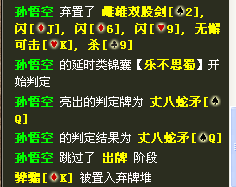 孙悟空 弃置了 雌雄双股剑[♠2],
闪[♦J], 闪[♦6], 闪[♥9], 无懈
可击[♥K], 杀[♠9]
孙悟空 的延时类锦囊【乐不思蜀】开
始判定
孙悟空 亮出的判定牌为 丈八蛇矛[♠
Q]
孙悟空 的判定结果为 丈八蛇矛[♠Q]
孙悟空 跳过了 出牌 阶段
骅骝[♦K] 被置入弃牌堆